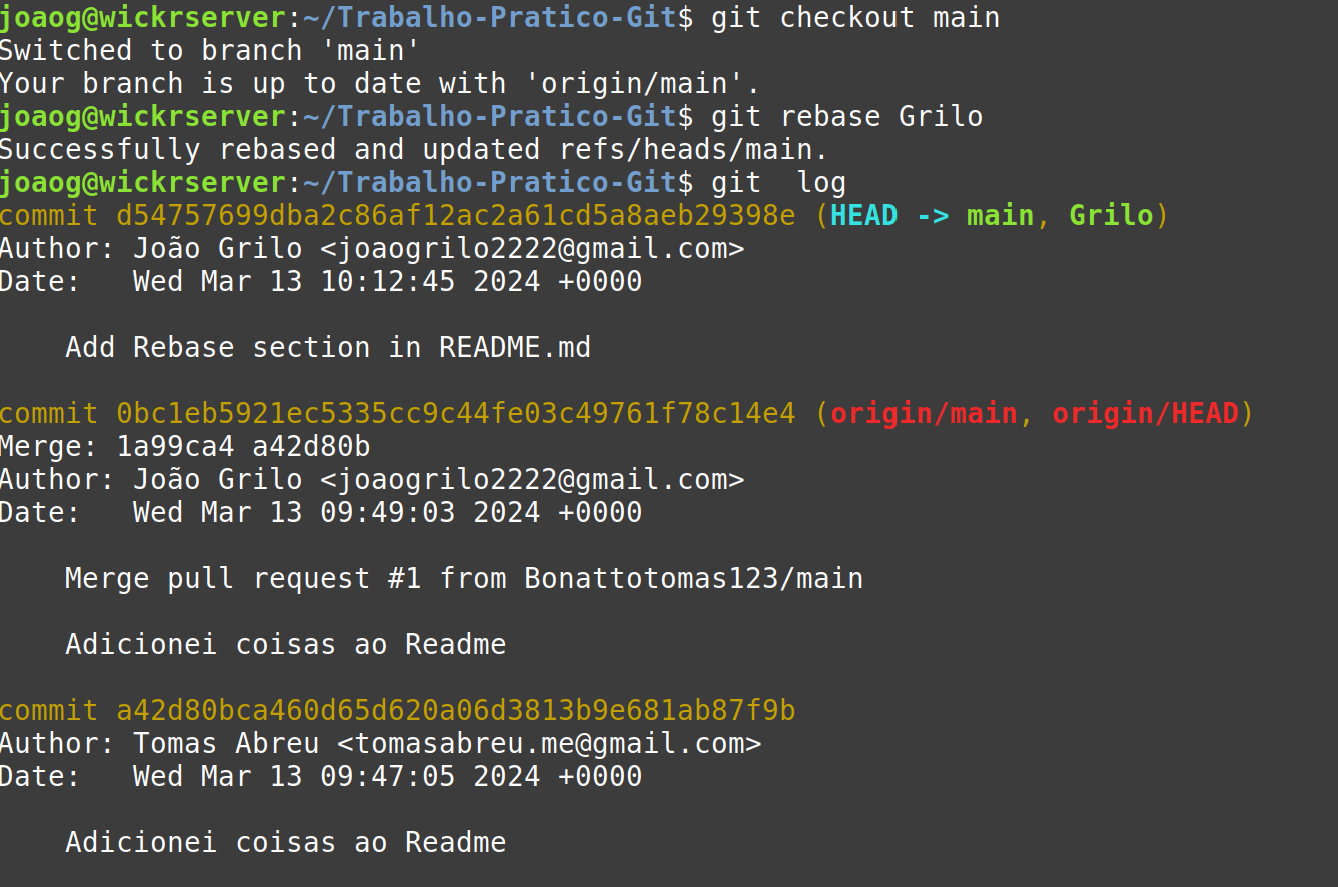 joaog@wickrserver:~/Trabalho-Pratico-Git$ git checkout main
Switched to branch 'main'
Your branch is up to date with 'origin/main'.
joaog@wickrserver:~/Trabalho-Pratico-Git$ git rebase Grilo
Successfully rebased and updated refs/heads/main.
joaog@wickrserver:~/Trabalho-Pratico-Git$ git  log
commit d54757699dba2c86af12ac2a61cd5a8aeb29398e (HEAD -> main, Grilo)
Author: João Grilo <joaogrilo2222@gmail.com>
Date:   Wed Mar 13 10:12:45 2024 +0000
    Add Rebase section in README.md
commit 0bc1eb5921ec5335cc9c44fe03c49761f78c14e4 (origin/main, origin/HEAD)
Merge: 1a99ca4 a42d80b
Author: João Grilo <joaogrilo2222@gmail.com>
Date:   Wed Mar 13 09:49:03 2024 +0000
    Merge pull request #1 from Bonattotomas123/main
    Adicionei coisas ao Readme
commit a42d80bca460d65d620a06d3813b9e681ab87f9b
Author: Tomas Abreu <tomasabreu.me@gmail.com>
Date:   Wed Mar 13 09:47:05 2024 +0000
    Adicionei coisas ao Readme